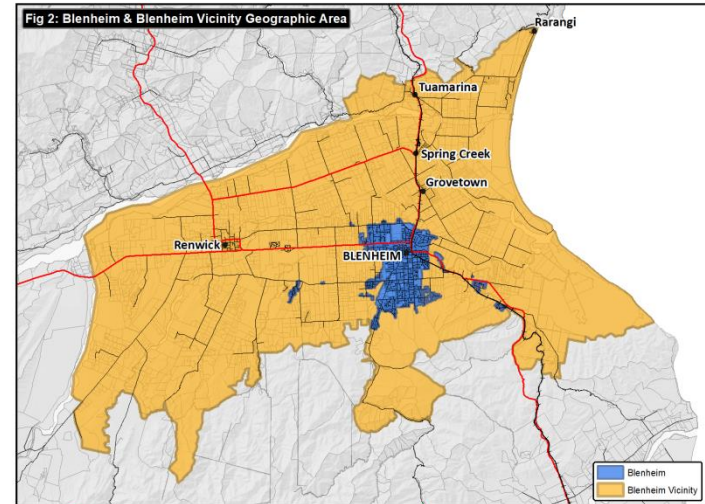 Fig 2: Blenheim & Blenheim Vicinity Geographic Area
Rarangi
Tuamarina
Spring Creek
Grovetown
Renwick
BLENHEIM
Blenheim
Blenheim Vicinity